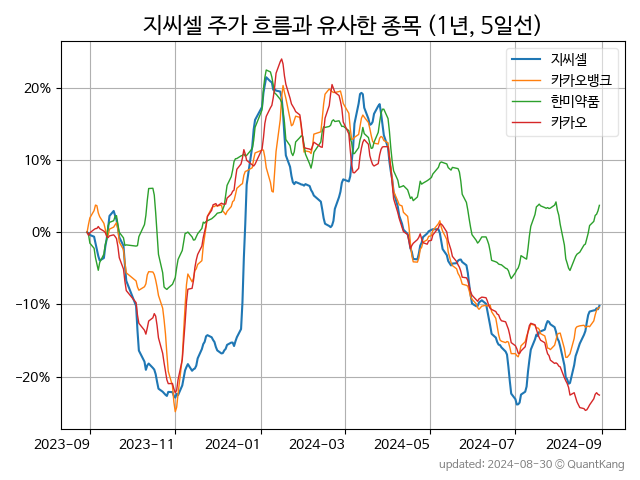 지씨셀 주가 흐름과 유사한 종목 (1년, 5일선)
지씨셀
카카오뱅크
한미약품
카카오
20%
10%
0%
−10%
−20%
2023-09 2023-11 2024-01 2024-03 2024-05 2024-07 2024-09
updated: 2024-08-30 © QuantKang